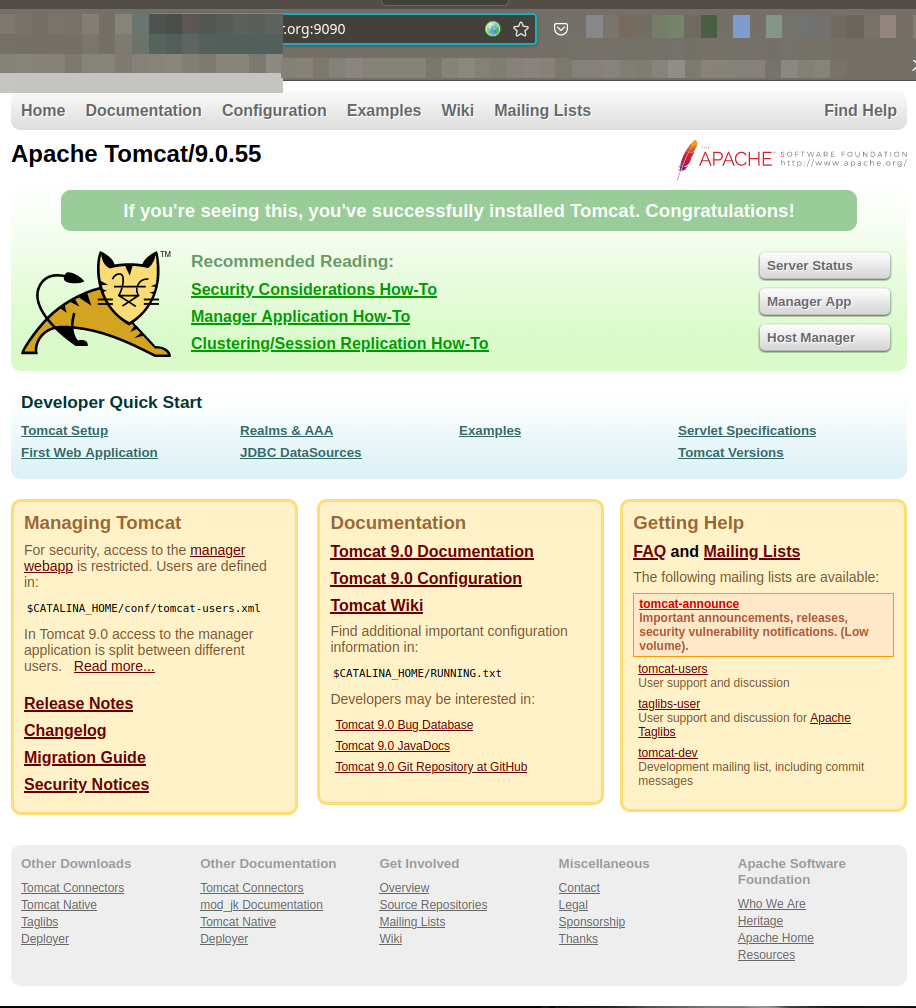 .org:9090
Home Documentation Configuration Examples Wiki Mailing Lists Find Help
Apache Tomcat/9.0.55
THE APACHE® SOFTWARE FOUNDATION
http://www.apache.org/
If you're seeing this, you've successfully installed Tomcat. Congratulations!
TM
Recommended Reading:
Security Considerations How-To
Manager Application How-To
Clustering/Session Replication How-To
Server Status
Manager App
Host Manager
Developer Quick Start
Tomcat Setup
First Web Application
Realms & AAA
JDBC DataSources
Examples
Servlet Specifications
Tomcat Versions
Managing Tomcat
For security, access to the manager
webapp is restricted. Users are defined
in:
$CATALINA_HOME/conf/tomcat-users.xml
In Tomcat 9.0 access to the manager
application is split between different
users. Read more...
Release Notes
Changelog
Migration Guide
Security Notices
Documentation
Tomcat 9.0 Documentation
Tomcat 9.0 Configuration
Tomcat Wiki
Find additional important configuration
information in:
$CATALINA_HOME/RUNNING.txt
Developers may be interested in:
Tomcat 9.0 Bug Database
Tomcat 9.0 JavaDocs
Tomcat 9.0 Git Repository at GitHub
Getting Help
FAQ and Mailing Lists
The following mailing lists are available:
tomcat-announce
Important announcements, releases,
security vulnerability notifications. (Low
volume).
tomcat-users
User support and discussion
taglibs-user
User support and discussion for Apache
Taglibs
tomcat-dev
Development mailing list, including commit
messages
Other Downloads
Tomcat Connectors
Tomcat Native
Taglibs
Deployer
Other Documentation
Tomcat Connectors
mod_jk Documentation
Tomcat Native
Deployer
Get Involved
Overview
Source Repositories
Mailing Lists
Wiki
Miscellaneous
Contact
Legal
Sponsorship
Thanks
Apache Software
Foundation
Who We Are
Heritage
Apache Home
Resources